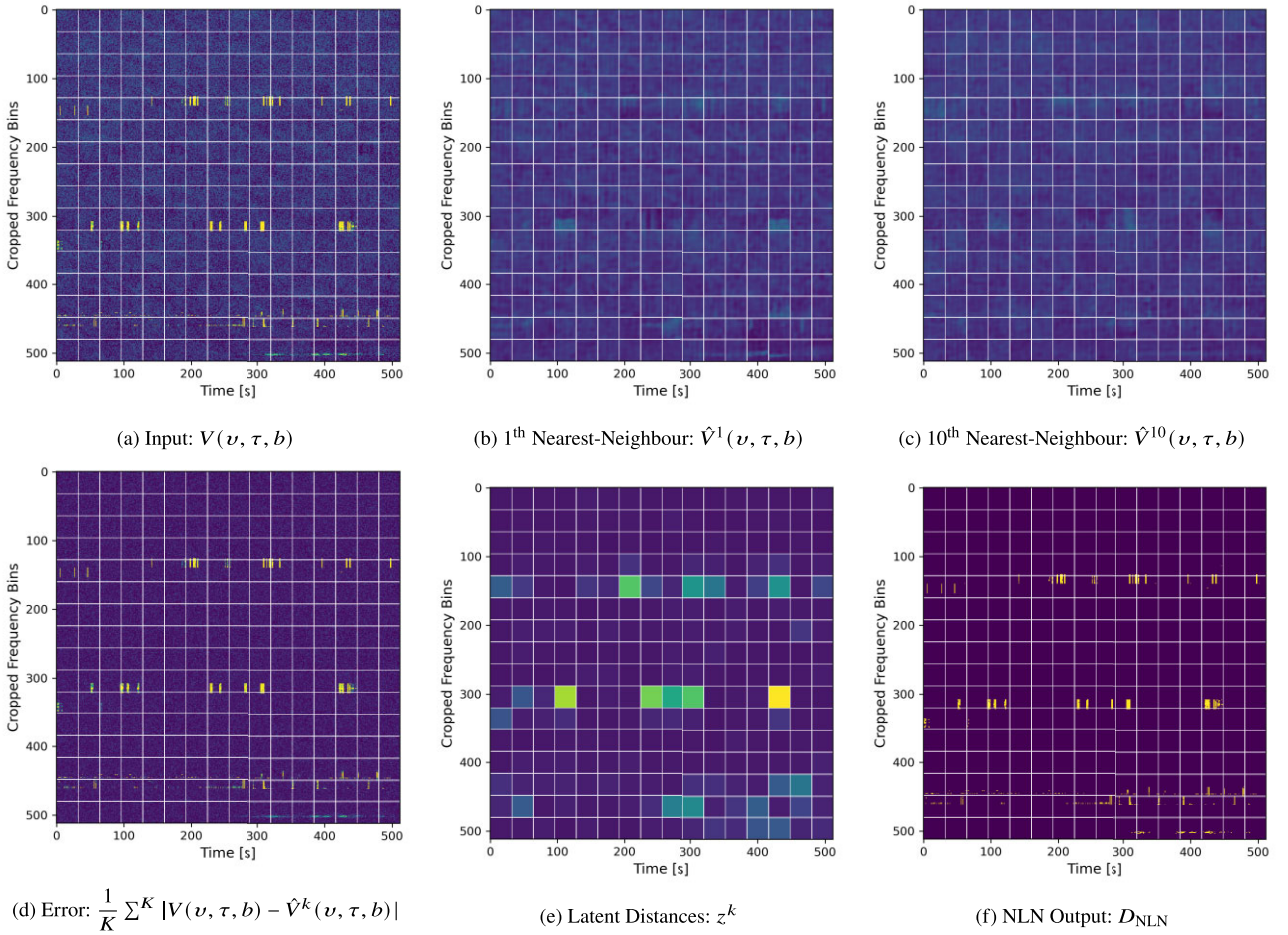 0
100
200
300
400
500
Cropped Frequency Bins
0 100 200 300 400 500
Time [s]
(a) Input: V(υ, τ, b)
0
100
200
300
400
500
Cropped Frequency Bins
0 100 200 300 400 500
Time [s]
(b) 1th Nearest-Neighbour: V̂¹(υ, τ, b)
0
100
200
300
400
500
Cropped Frequency Bins
0 100 200 300 400 500
Time [s]
(c) 10th Nearest-Neighbour: V̂¹⁰(υ, τ, b)
0
100
200
300
400
500
Cropped Frequency Bins
0 100 200 300 400 500
Time [s]
(d) Error: 1/K ∑ᴷ |V(υ, τ, b) – V̂ᵏ(υ, τ, b)|
0
100
200
300
400
500
Cropped Frequency Bins
0 100 200 300 400 500
Time [s]
(e) Latent Distances: zᵏ
0
100
200
300
400
500
Cropped Frequency Bins
0 100 200 300 400 500
Time [s]
(f) NLN Output: D_NLN